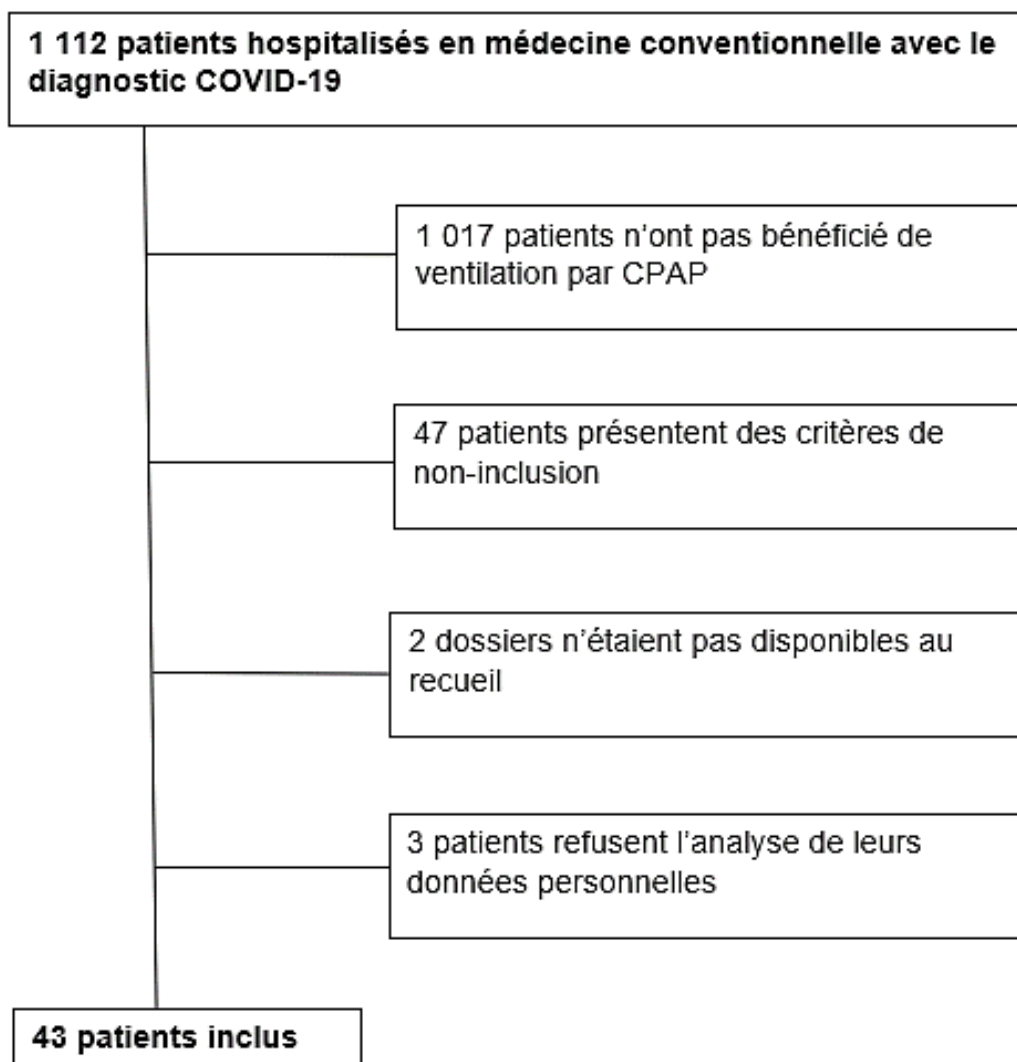 1 112 patients hospitalisés en médecine conventionnelle avec le
diagnostic COVID-19
1 017 patients n’ont pas bénéficié de
ventilation par CPAP
47 patients présentent des critères de
non-inclusion
2 dossiers n’étaient pas disponibles au
recueil
3 patients refusent l’analyse de leurs
données personnelles
43 patients inclus